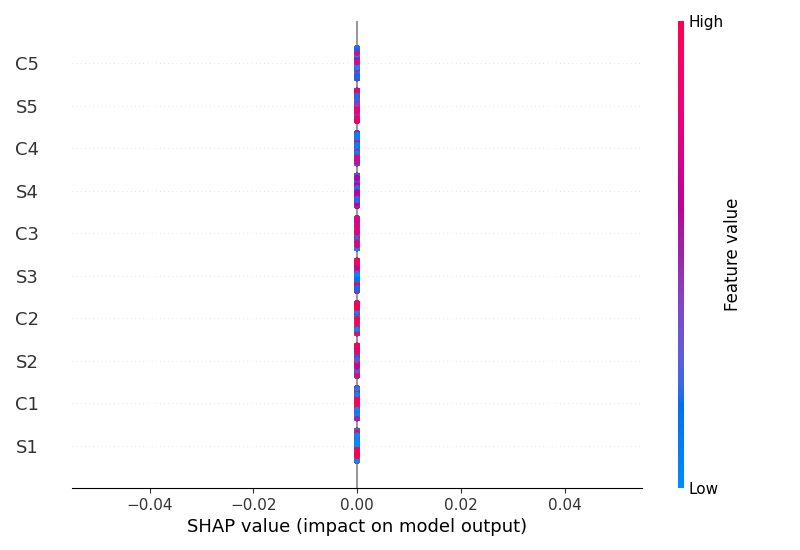 High
C5
S5
C4
S4
C3
S3
C2
S2
C1
S1
Feature value
Low
−0.04 −0.02 0.00 0.02 0.04
SHAP value (impact on model output)